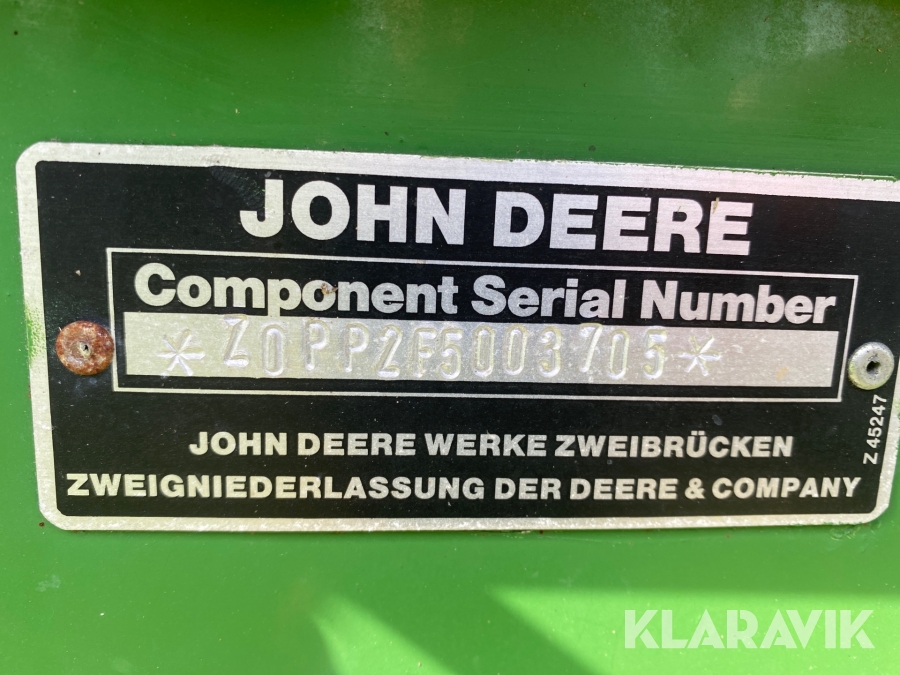 JOHN DEERE
Component Serial Number
*Z0PP2F5003705*
JOHN DEERE WERKE ZWEIBRÜCKEN
ZWEIGNIEDERLASSUNG DER DEERE & COMPANY
Z 45247
KLARAVIK